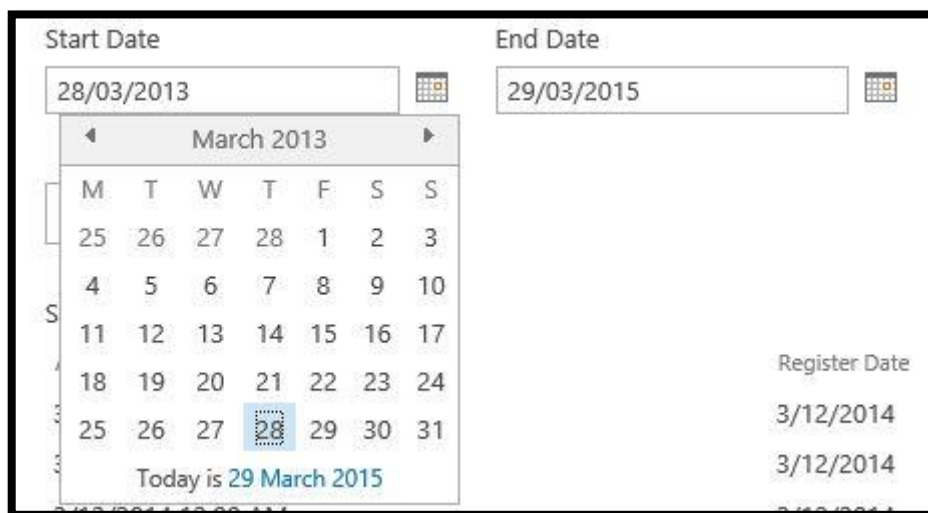 Start Date End Date
28/03/2013 29/03/2015
March 2013
M T W T F S S
25 26 27 28 1 2 3
4 5 6 7 8 9 10
S
11 12 13 14 15 16 17
Register Date
18 19 20 21 22 23 24
3/12/2014
25 26 27 28 29 30 31
3/12/2014
Today is 29 March 2015